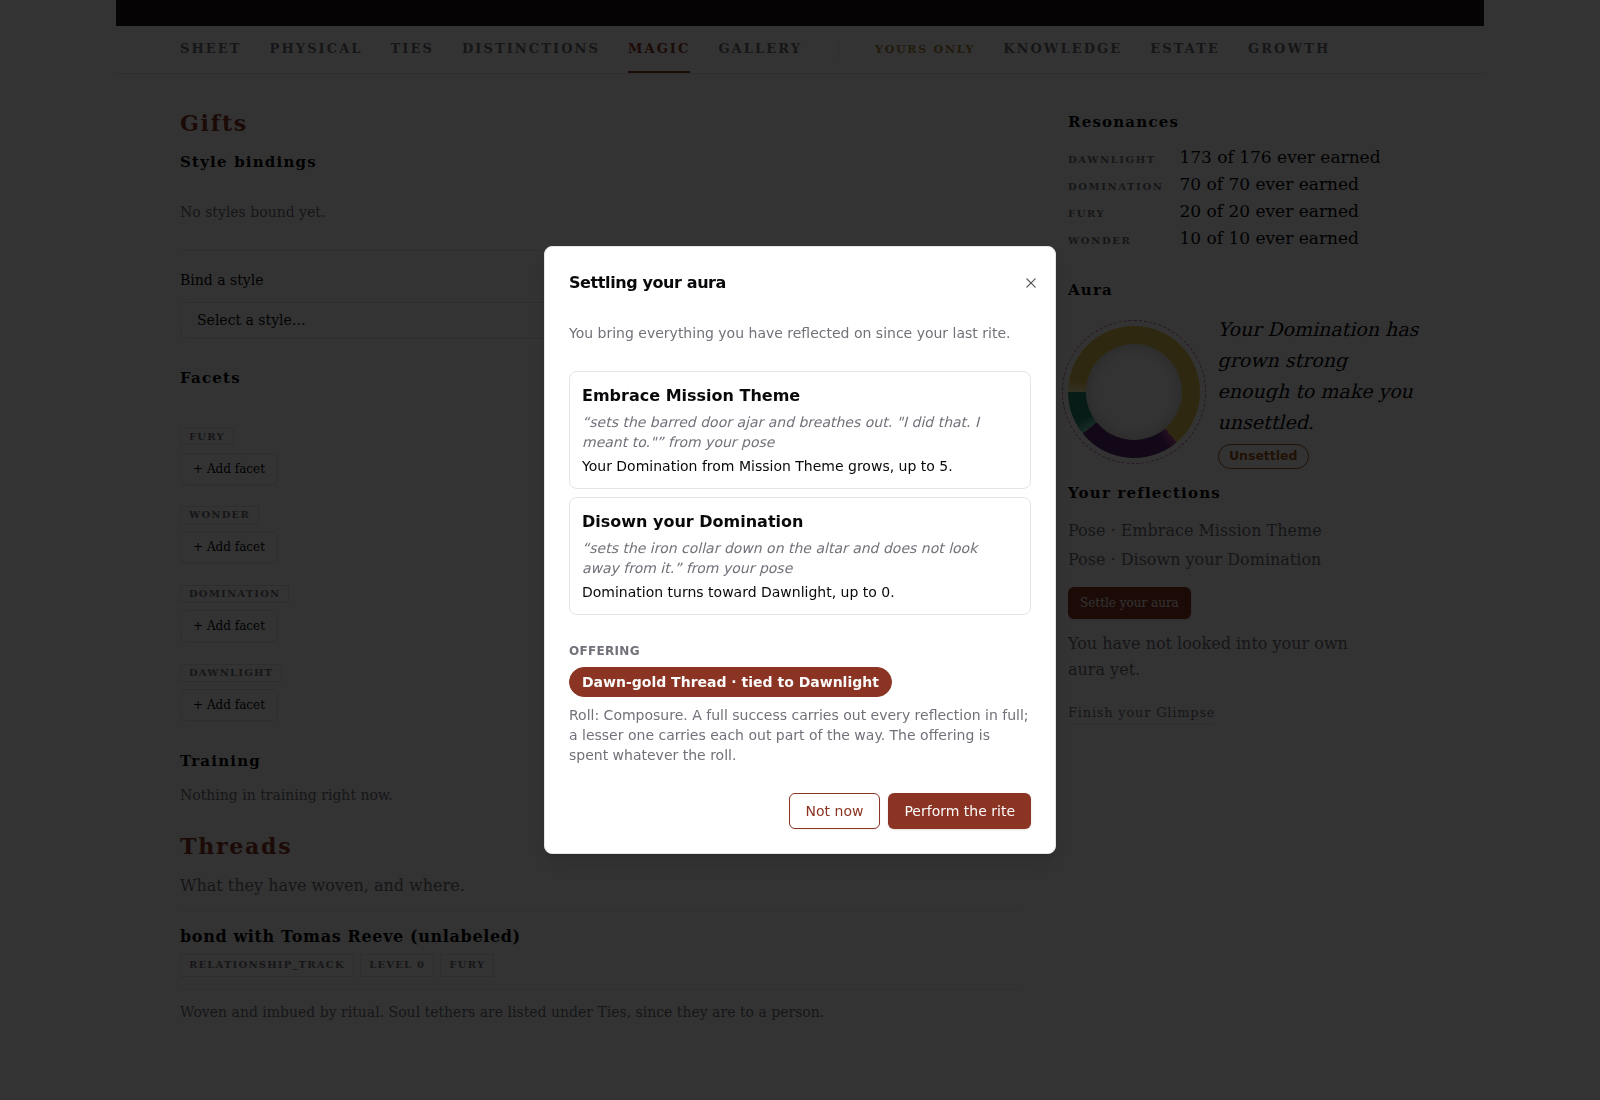 SHEET PHYSICAL TIES DISTINCTIONS MAGIC GALLERY YOURS ONLY KNOWLEDGE ESTATE GROWTH
Gifts
Style bindings
No styles bound yet.
Bind a style
Select a style...
Facets
FURY
+ Add facet
WONDER
+ Add facet
DOMINATION
+ Add facet
DAWNLIGHT
+ Add facet
Training
Nothing in training right now.
Threads
What they have woven, and where.
bond with Tomas Reeve (unlabeled)
RELATIONSHIP_TRACK LEVEL 0 FURY
Woven and imbued by ritual. Soul tethers are listed under Ties, since they are to a person.
Settling your aura
You bring everything you have reflected on since your last rite.
Embrace Mission Theme
“sets the barred door ajar and breathes out. "I did that. I
meant to."” from your pose
Your Domination from Mission Theme grows, up to 5.
Disown your Domination
“sets the iron collar down on the altar and does not look
away from it.” from your pose
Domination turns toward Dawnlight, up to 0.
OFFERING
Dawn-gold Thread · tied to Dawnlight
Roll: Composure. A full success carries out every reflection in full;
a lesser one carries each out part of the way. The offering is
spent whatever the roll.
Not now
Perform the rite
Resonances
DAWNLIGHT 173 of 176 ever earned
DOMINATION 70 of 70 ever earned
FURY 20 of 20 ever earned
WONDER 10 of 10 ever earned
Aura
Your Domination has
grown strong
enough to make you
unsettled.
Unsettled
Your reflections
Pose · Embrace Mission Theme
Pose · Disown your Domination
Settle your aura
You have not looked into your own
aura yet.
Finish your Glimpse